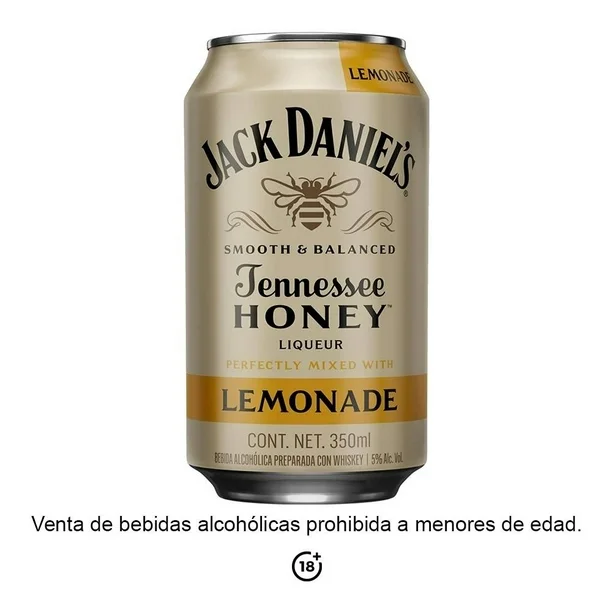 LEMONADE
JACK DANIEL'S
SMOOTH & BALANCED
Tennessee
HONEY™
LIQUEUR
PERFECTLY MIXED WITH
LEMONADE
CONT. NET. 350ml
BEBIDA ALCOHÓLICA PREPARADA CON WHISKEY | 5% Alc. Vol.
Venta de bebidas alcohólicas prohibida a menores de edad.
18+